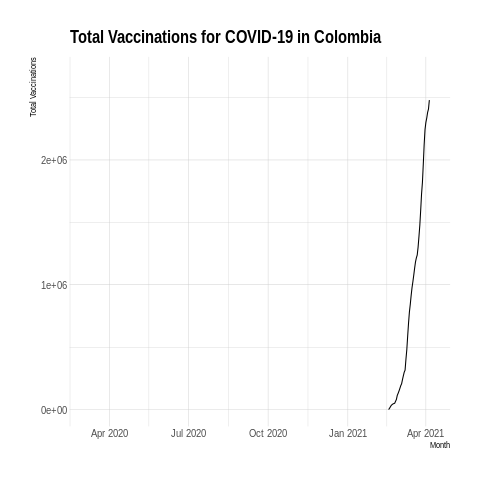 Total Vaccinations for COVID-19 in Colombia
Total Vaccinations
2e+06
1e+06
0e+00
Apr 2020
Jul 2020
Oct 2020
Jan 2021
Apr 2021
Month